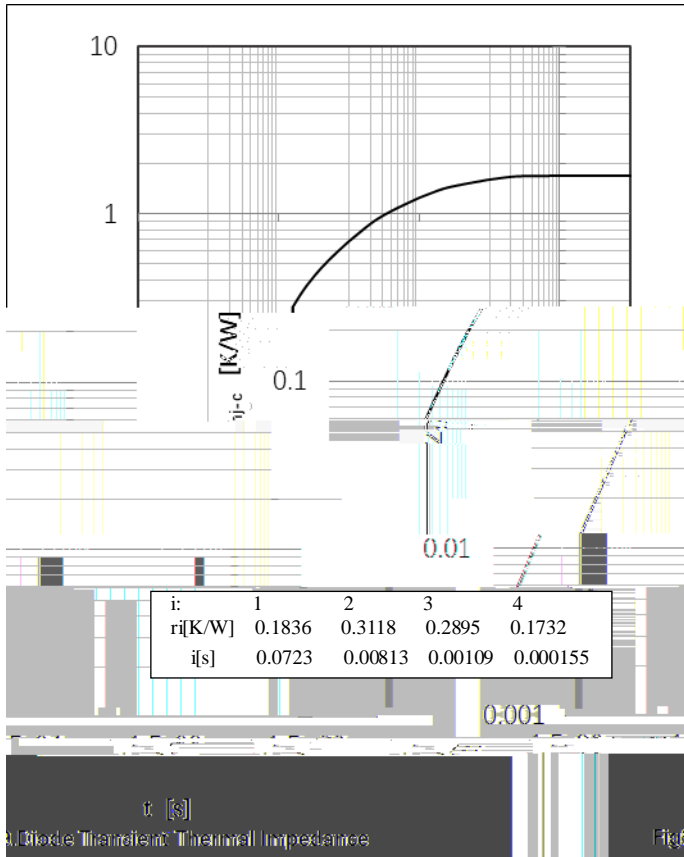 10
1
[K/W]
0.1
0.01
i: 1 2 3 4
ri[K/W] 0.1836 0.3118 0.2895 0.1732
i[s] 0.0723 0.00813 0.00109 0.000155
0.001
t [s]
Diode Transient Thermal Impedance